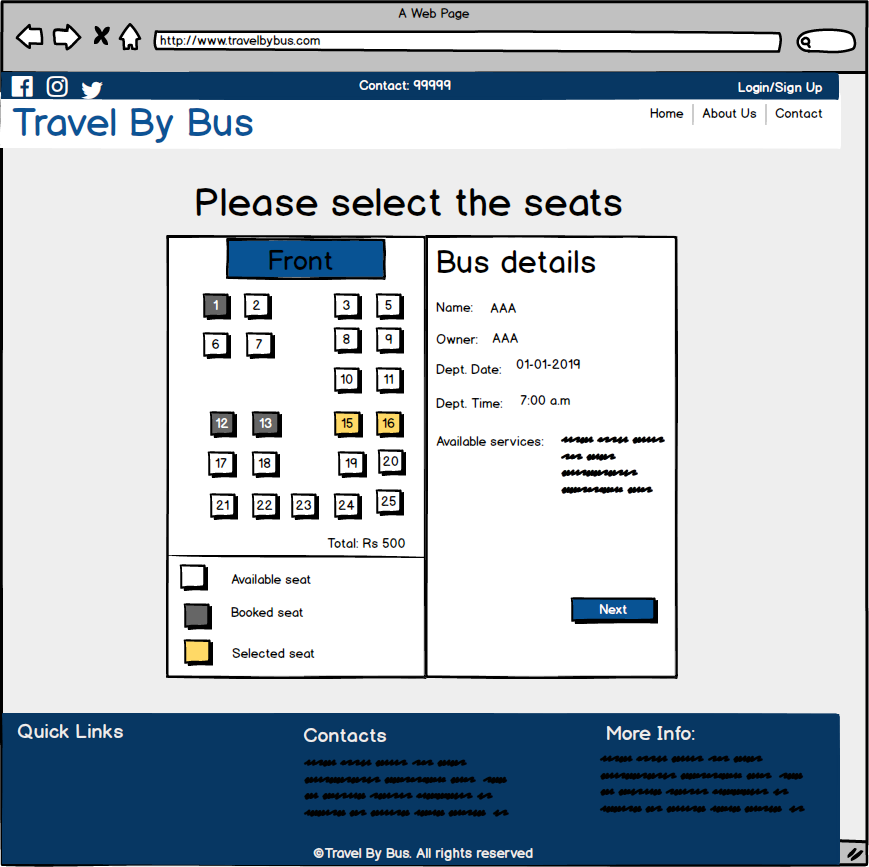 A Web Page
http://www.travelbybus.com
Contact: 99999
Login/Sign Up
Travel By Bus
Home About Us Contact
Please select the seats
Front
1 2 3 5
6 7 8 9
10 11
12 13 15 16
17 18 19 20
21 22 23 24 25
Total: Rs 500
Available seat
Booked seat
Selected seat
Bus details
Name: AAA
Owner: AAA
Dept. Date: 01-01-2019
Dept. Time: 7:00 a.m
Available services:
Next
Quick Links
Contacts
More Info:
©Travel By Bus. All rights reserved